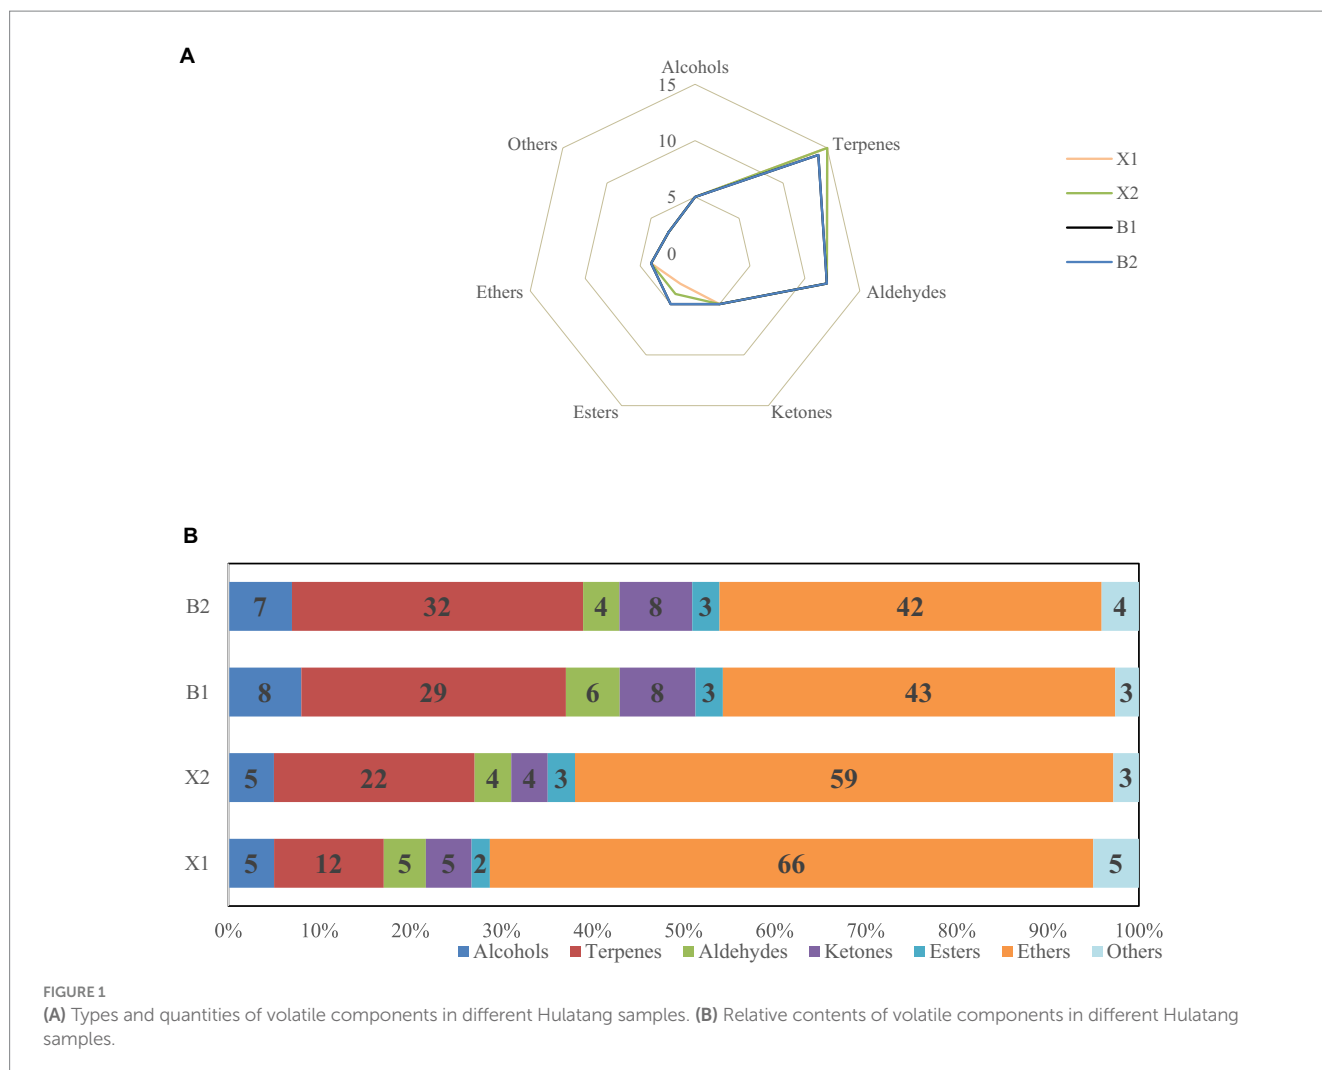 A
Alcohols
15
10
5
0
Terpenes
Aldehydes
Ketones
Esters
Ethers
Others
X1
X2
B1
B2
B
B2 7 32 4 8 3 42 4
B1 8 29 6 8 3 43 3
X2 5 22 4 4 3 59 3
X1 5 12 5 5 2 66 5
0% 10% 20% 30% 40% 50% 60% 70% 80% 90% 100%
Alcohols Terpenes Aldehydes Ketones Esters Ethers Others
FIGURE 1
(A) Types and quantities of volatile components in different Hulatang samples. (B) Relative contents of volatile components in different Hulatang
samples.